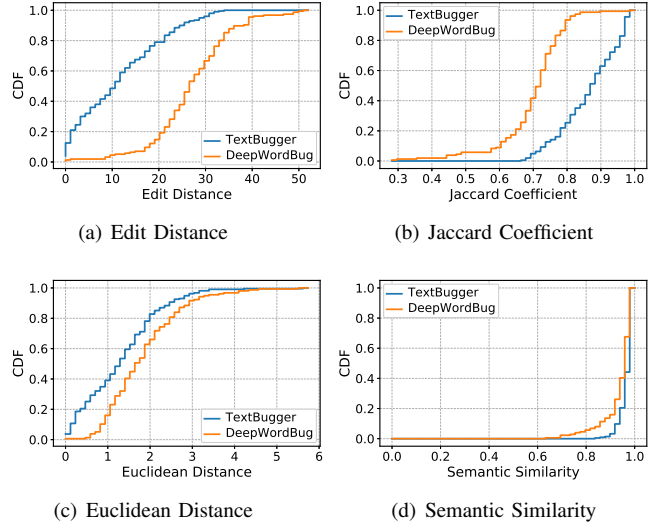 1.0
0.8
0.6
0.4
0.2
0.0
CDF
TextBugger
DeepWordBug
0 10 20 30 40 50
Edit Distance
(a) Edit Distance
TextBugger
DeepWordBug
1.0
0.8
0.6
0.4
0.2
0.0
CDF
0.3 0.4 0.5 0.6 0.7 0.8 0.9 1.0
Jaccard Coefficient
(b) Jaccard Coefficient
1.0
0.8
0.6
0.4
0.2
0.0
CDF
TextBugger
DeepWordBug
0 1 2 3 4 5 6
Euclidean Distance
(c) Euclidean Distance
TextBugger
DeepWordBug
1.0
0.8
0.6
0.4
0.2
0.0
CDF
0.0 0.2 0.4 0.6 0.8 1.0
Semantic Similarity
(d) Semantic Similarity